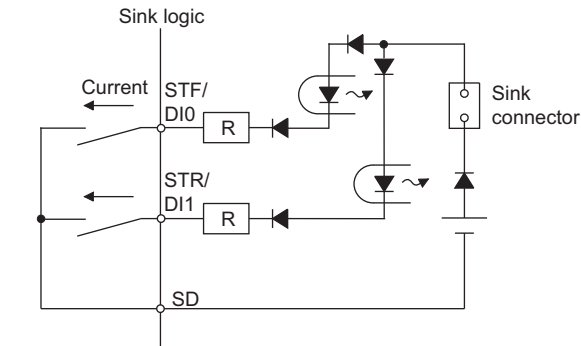 Sink logic
Current
STF/
DI0
R
Sink
connector
STR/
DI1
R
SD